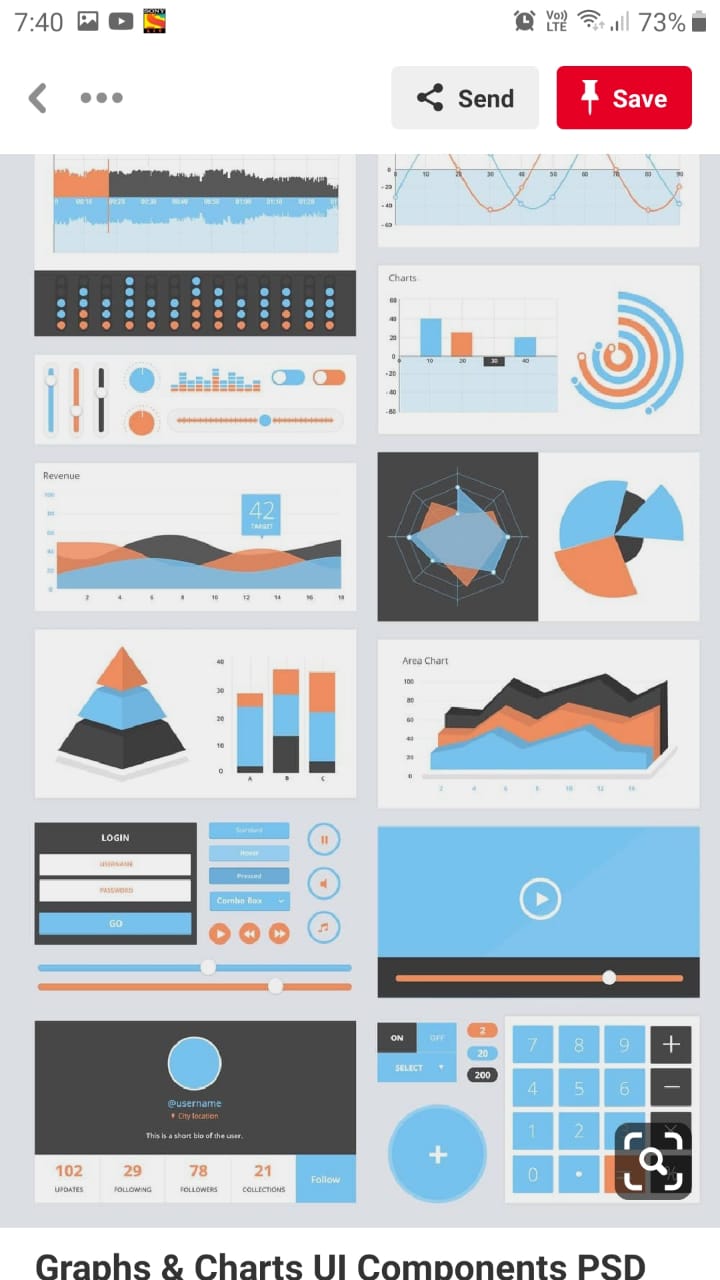 7:40
SONY
Vo))
LTE
73%
Send
Save
0 00:10 00:20 00:30 00:40 00:50 01:00 01:10 01:20
0
-20
-40
-60
10 20 30 40 50 60 70 80 90
Charts
60
40
20
0
-20
-40
-60
10 20 30 40
Revenue
100
80
60
40
20
0
42
TARGET
2 4 6 8 10 12 14 16 18
40
30
20
10
0
A B C
Area Chart
100
80
60
40
20
0
2 4 6 8 10 12 14
LOGIN
USERNAME
PASSWORD
GO
Standard
Hover
Pressed
Combo Box
@username
City location
This is a short bio of the user.
102 29 78 21
UPDATES FOLLOWING FOLLOWERS COLLECTIONS
Follow
ON OFF
SELECT
2
20
200
+
7 8 9 +
4 5 6 −
1 2
0 •
Graphs & Charts UI Components PSD